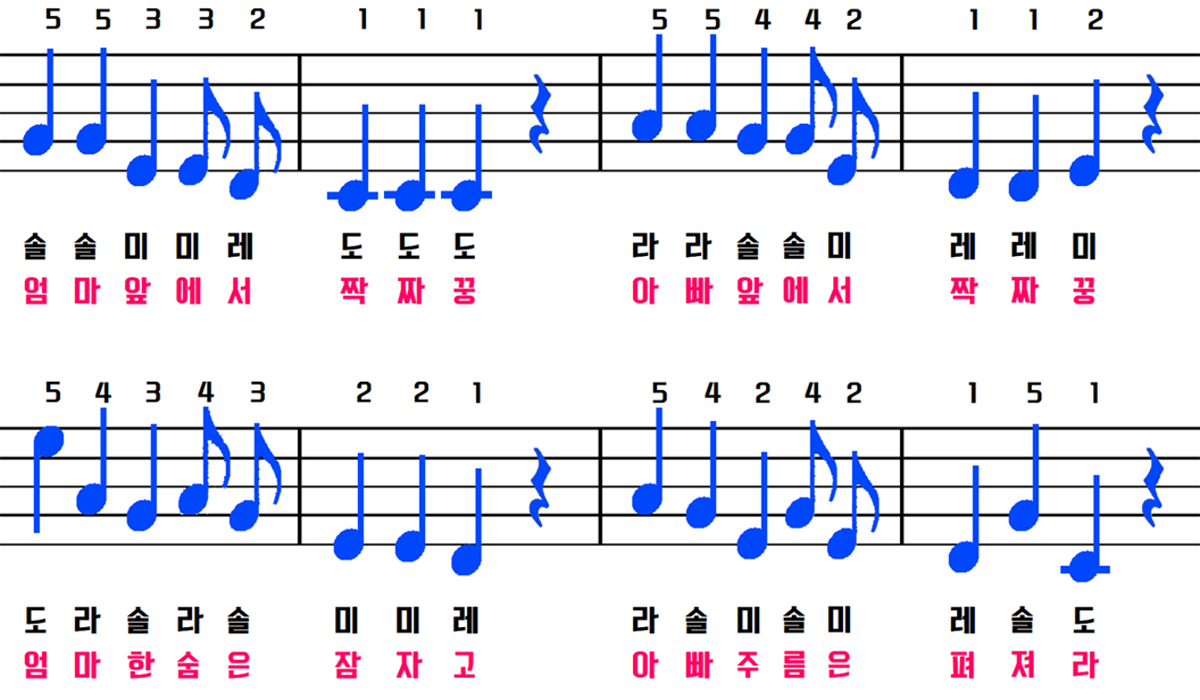 5 5 3 3 2 1 1 1 5 5 4 4 2 1 1 2
솔 솔 미 미 레 도 도 도 라 라 솔 솔 미 레 레 미
엄 마 앞 에 서 짝 짜 꿍 아 빠 앞 에 서 짝 짜 꿍
5 4 3 4 3 2 2 1 5 4 2 4 2 1 5 1
도 라 솔 라 솔 미 미 레 라 솔 미 솔 미 레 솔 도
엄 마 한 숨 은 잠 자 고 아 빠 주 름 은 펴 져 라